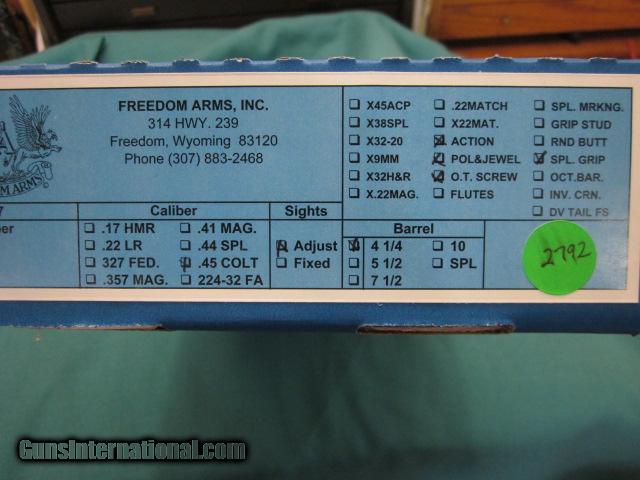 FREEDOM ARMS, INC.
314 HWY. 239
Freedom, Wyoming 83120
Phone (307) 883-2468
☐ X45ACP ☐ .22MATCH ☐ SPL. MRKNG.
☐ X38SPL ☐ X22MAT. ☐ GRIP STUD
☐ X32-20 ☑ ACTION ☐ RND BUTT
☐ X9MM ☑ POL&JEWEL ☑ SPL. GRIP
☐ X32H&R ☑ O.T. SCREW ☐ OCT.BAR.
☐ X.22MAG. ☐ FLUTES ☐ INV. CRN.
☐ DV TAIL FS
Caliber Sights
☐ .17 HMR ☐ .41 MAG.
☐ .22 LR ☐ .44 SPL
☐ 327 FED. ☑ .45 COLT
☐ .357 MAG. ☐ 224-32 FA
☑ Adjust
☐ Fixed
Barrel
☑ 4 1/4 ☐ 10
☐ 5 1/2 ☐ SPL
☐ 7 1/2
2792
GunsInternational.com